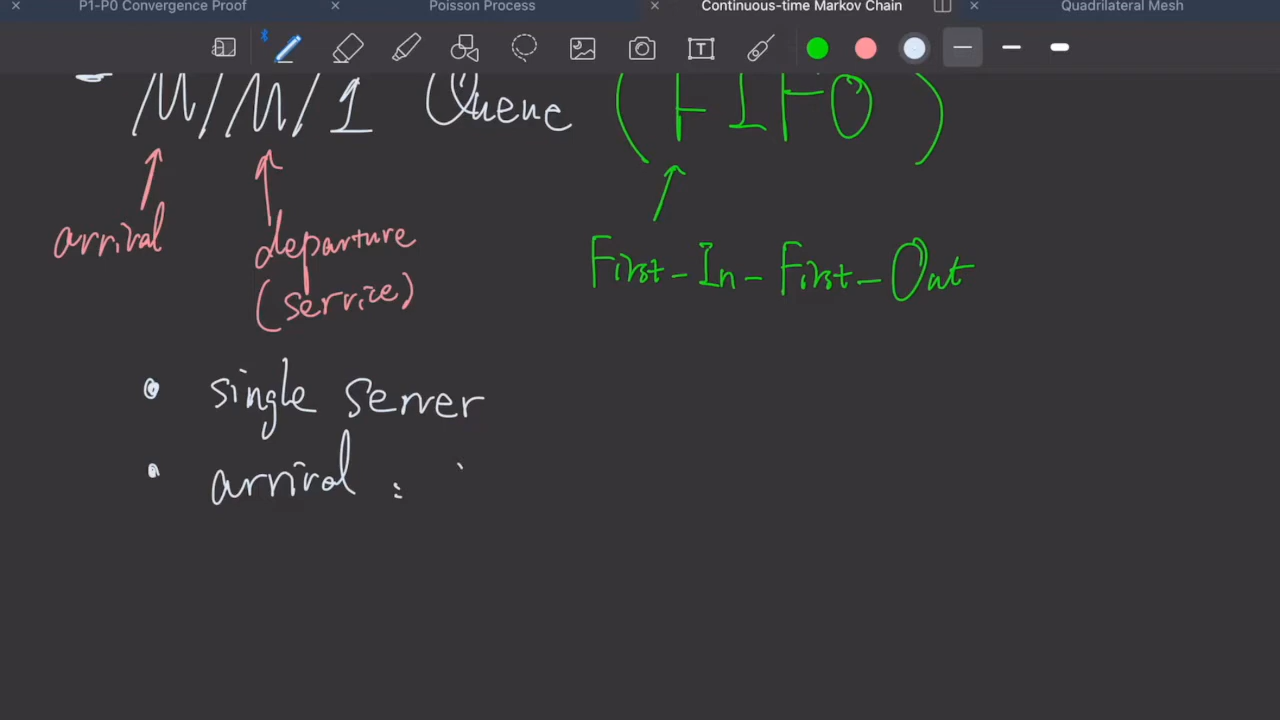 P1-P0 Convergence Proof
Poisson Process
Continuous-time Markov Chain
Quadrilateral Mesh
- M/M/1 Queue (FIFO)
arrival
departure
(service)
First-In-First-Out
• single server
• arrival :